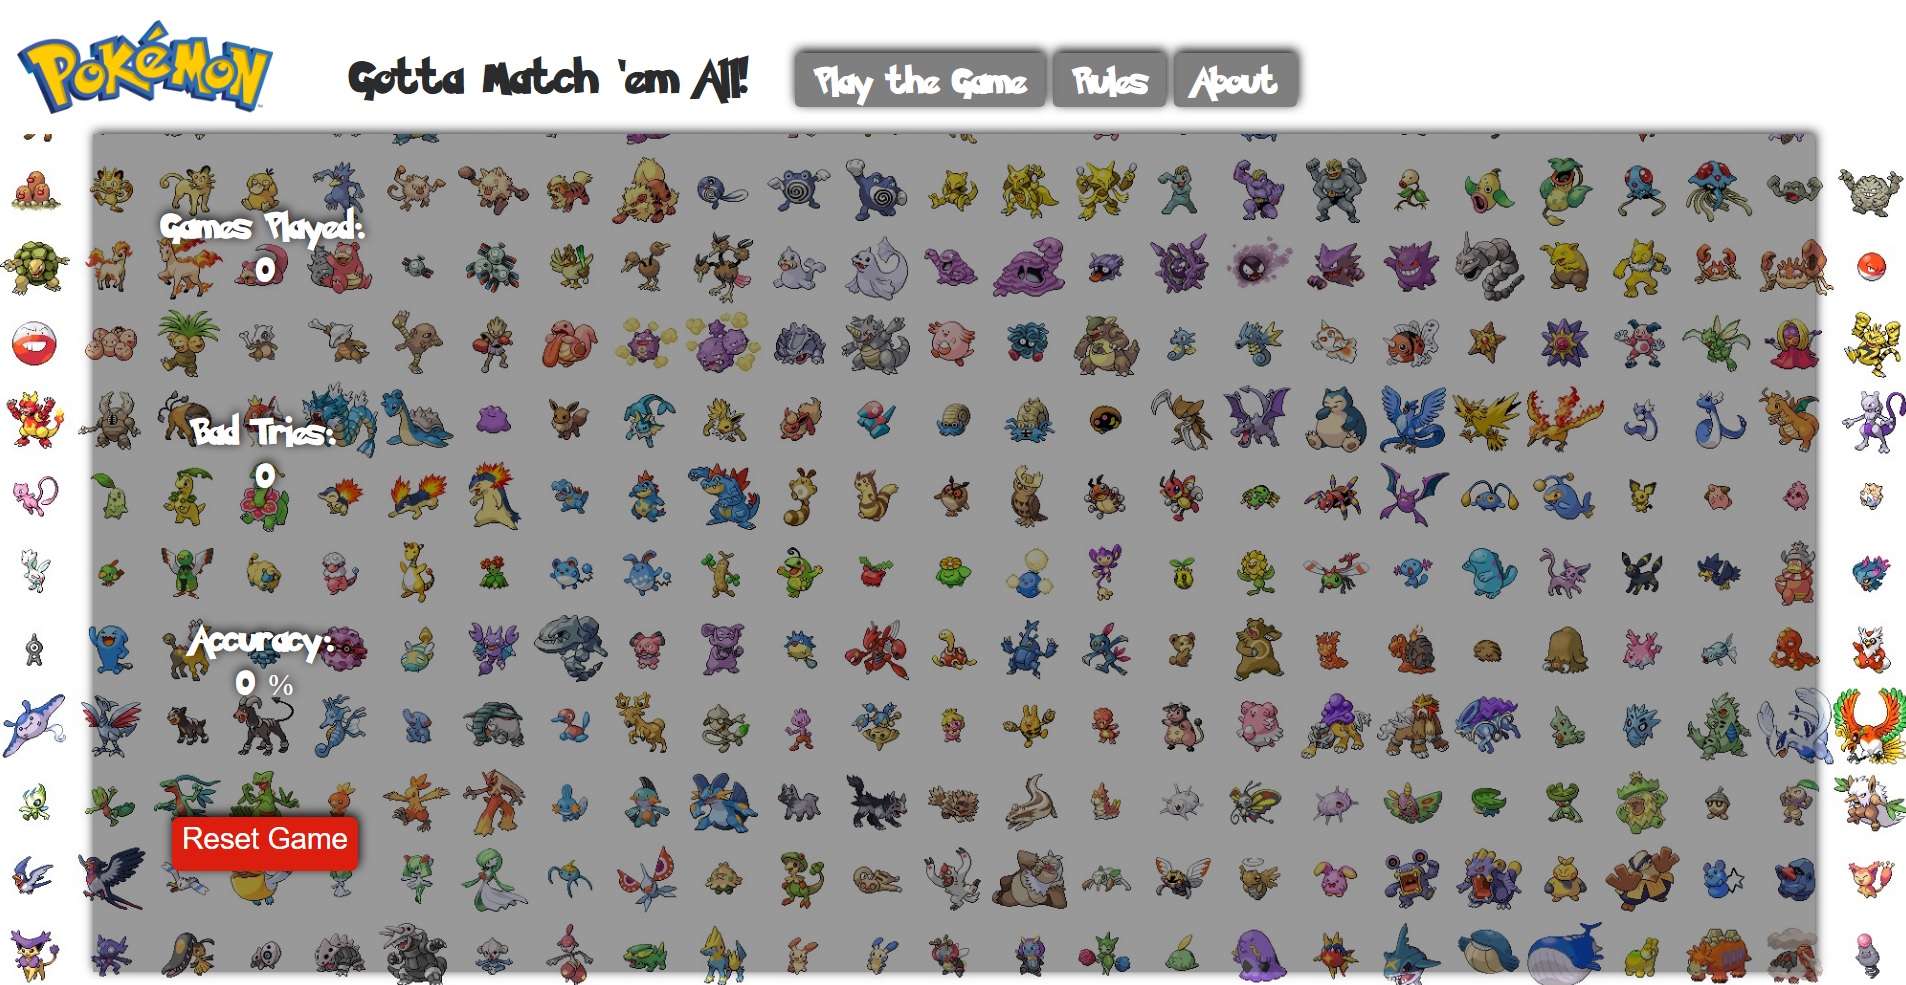 POKéMON
Gotta Match 'em All!
Play the Game
Rules
About
Games Played:
0
Bad Tries:
0
Accuracy:
0 %
Reset Game